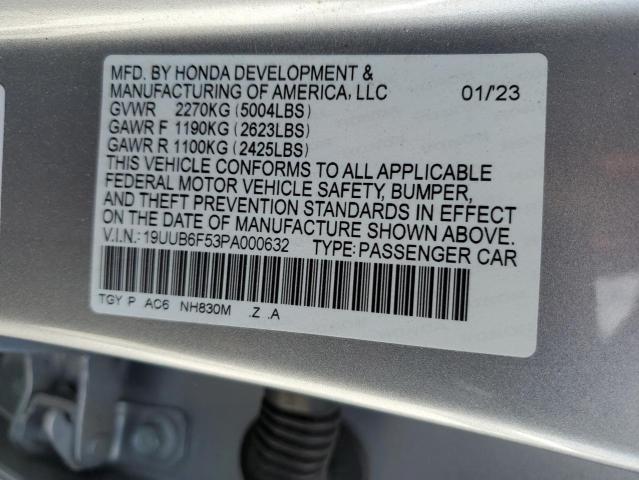 MFD. BY HONDA DEVELOPMENT &
MANUFACTURING OF AMERICA, LLC 01/'23
GVWR 2270KG (5004LBS)
GAWR F 1190KG (2623LBS)
GAWR R 1100KG (2425LBS)
THIS VEHICLE CONFORMS TO ALL APPLICABLE
FEDERAL MOTOR VEHICLE SAFETY, BUMPER,
AND THEFT PREVENTION STANDARDS IN EFFECT
ON THE DATE OF MANUFACTURE SHOWN ABOVE.
V.I.N.:19UUB6F53PA000632 TYPE:PASSENGER CAR
TGY P AC6 NH830M .Z .A